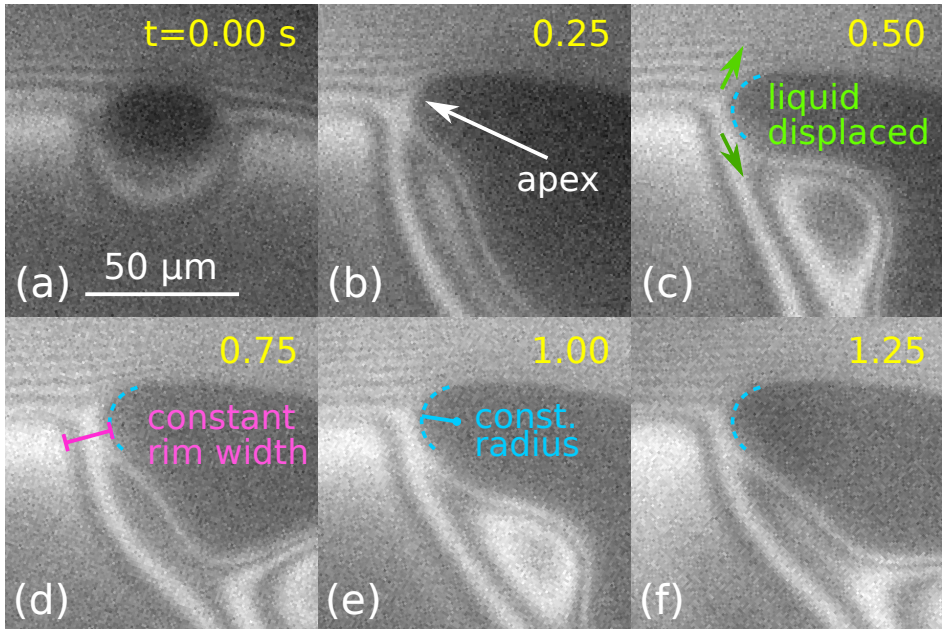 t=0.00 s
50 µm
(a)
0.25
apex
(b)
0.50
liquid
displaced
(c)
0.75
constant
rim width
(d)
1.00
const.
radius
(e)
1.25
(f)